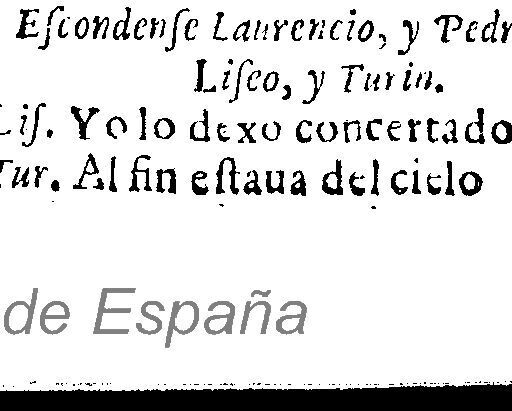 Eſcondenſe Laurencio, y Pedr
Liſeo, y Turin.
Liſ. Yo lo dexo concertado
Tur. Al fin eſtaua del cielo
de España